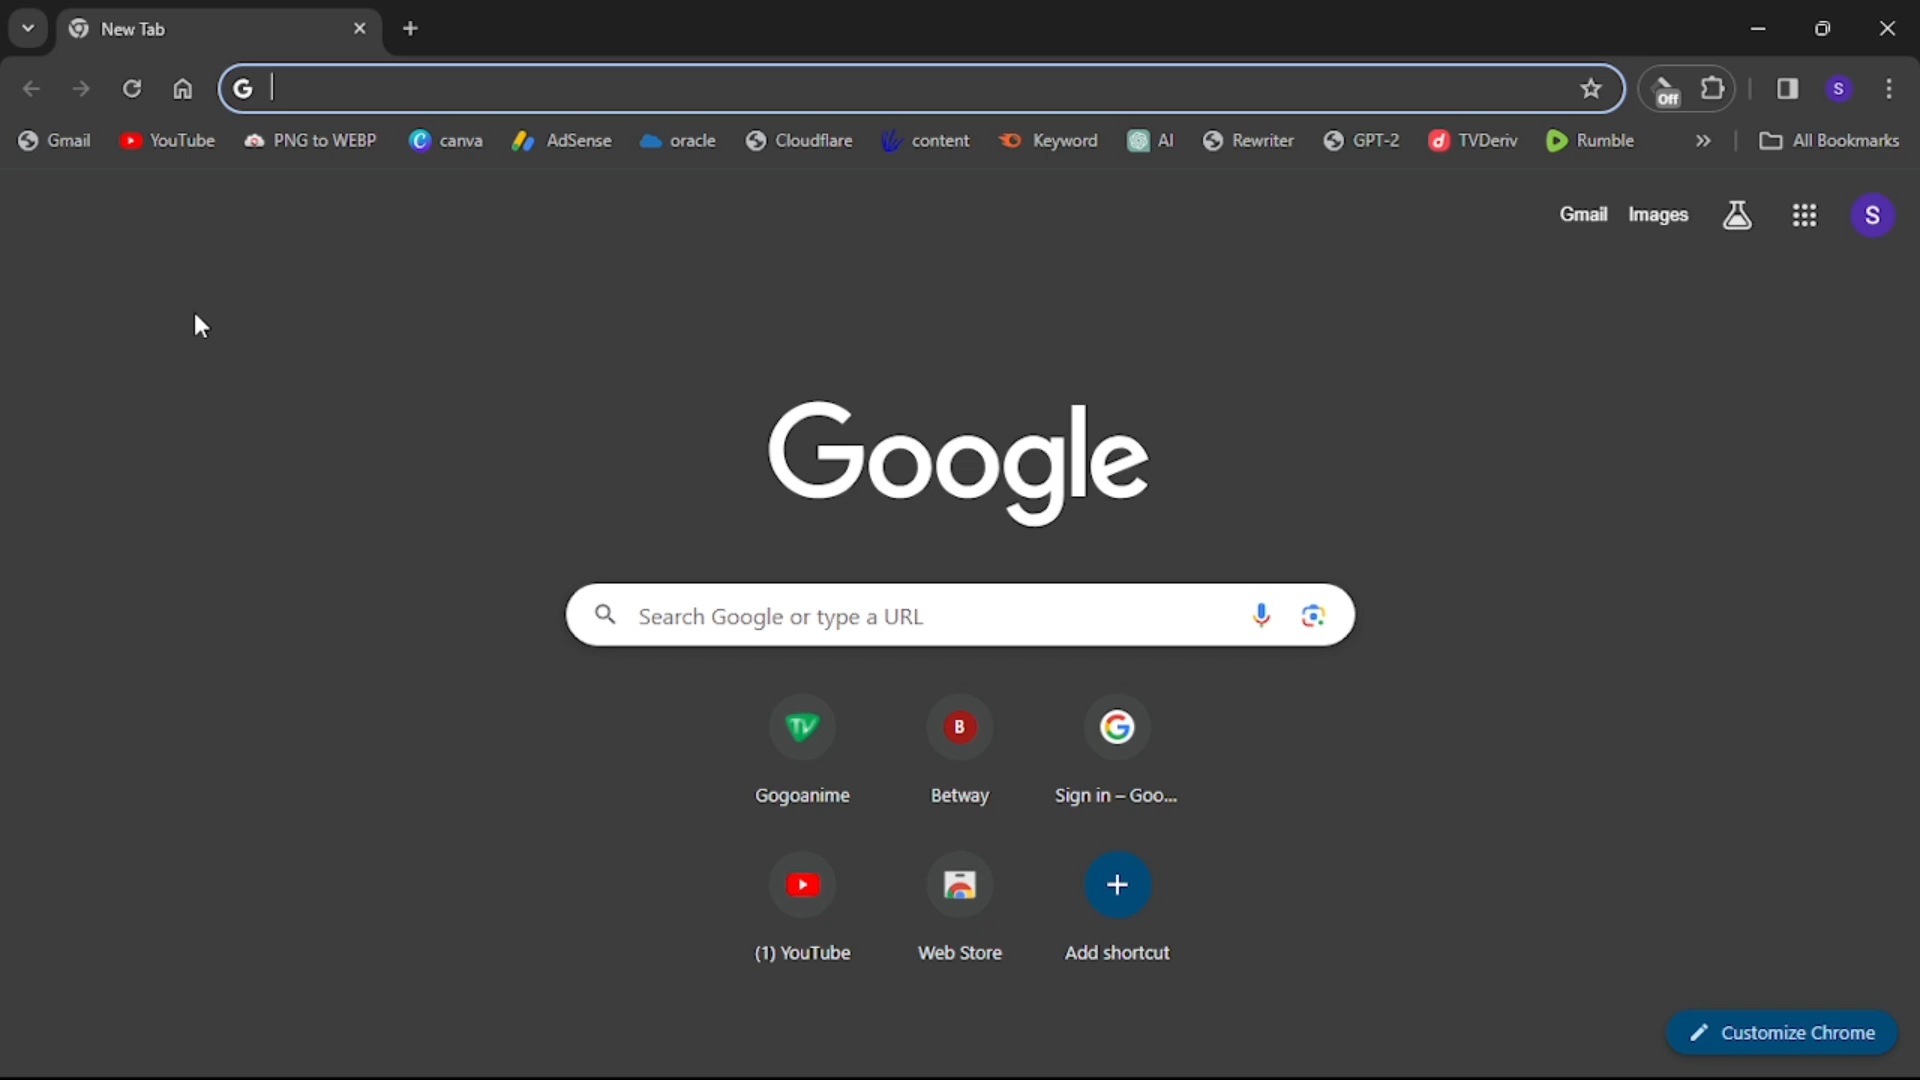 New Tab
Gmail YouTube PNG to WEBP canva AdSense oracle Cloudflare content Keyword AI Rewriter GPT-2 TVDeriv Rumble » All Bookmarks
Off
S
Gmail Images S
Google
Search Google or type a URL
TV B G
Gogoanime Betway Sign in – Goo...
(1) YouTube Web Store Add shortcut
Customize Chrome